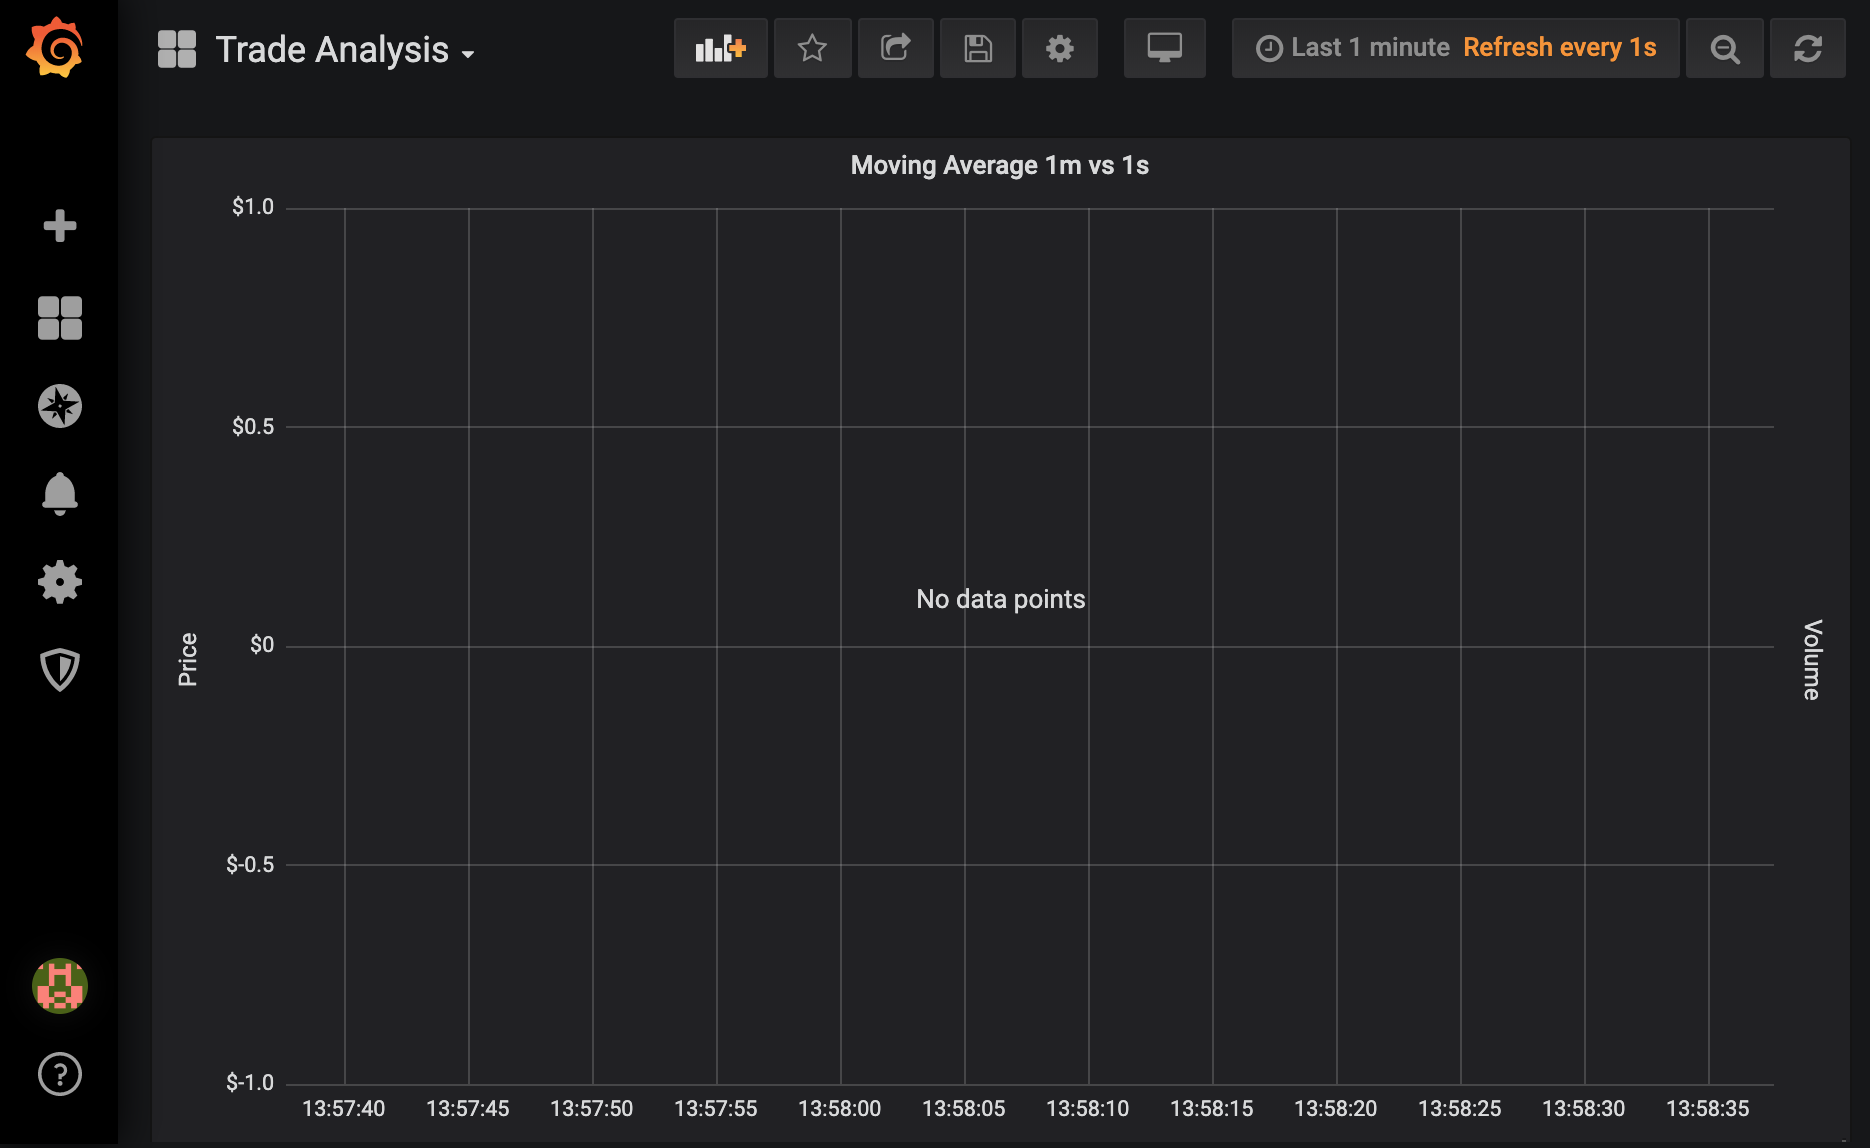 Trade Analysis
Last 1 minute Refresh every 1s
Moving Average 1m vs 1s
$1.0
$0.5
No data points
$0
Price
Volume
$-0.5
$-1.0
13:57:40 13:57:45 13:57:50 13:57:55 13:58:00 13:58:05 13:58:10 13:58:15 13:58:20 13:58:25 13:58:30 13:58:35
?